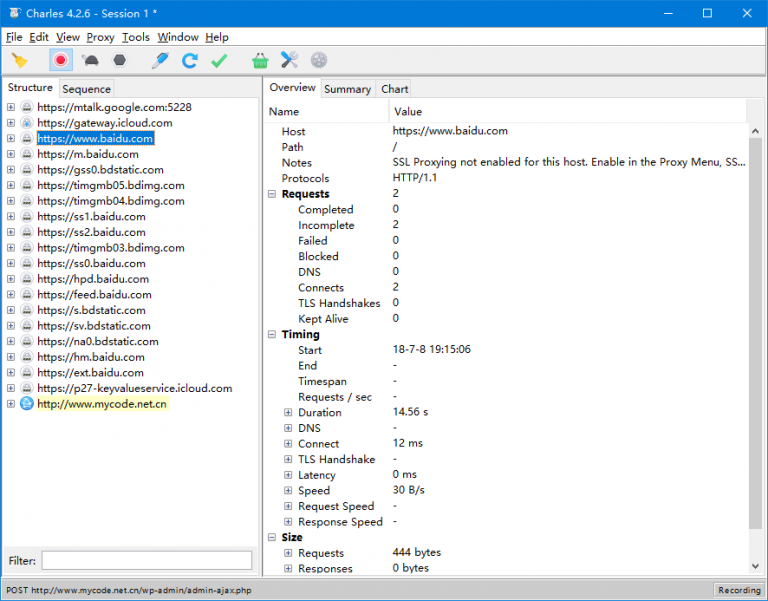 Charles 4.2.6 - Session 1 *
File Edit View Proxy Tools Window Help
Structure Sequence
https://mtalk.google.com:5228
https://gateway.icloud.com
https://www.baidu.com
https://m.baidu.com
https://gss0.bdstatic.com
https://timgmb05.bdimg.com
https://timgmb04.bdimg.com
https://ss1.baidu.com
https://ss2.baidu.com
https://timgmb03.bdimg.com
https://ss0.baidu.com
https://hpd.baidu.com
https://feed.baidu.com
https://s.bdstatic.com
https://sv.bdstatic.com
https://na0.bdstatic.com
https://hm.baidu.com
https://ext.baidu.com
https://p27-keyvalueservice.icloud.com
http://www.mycode.net.cn
Filter:
Overview Summary Chart
Name Value
Host https://www.baidu.com
Path /
Notes SSL Proxying not enabled for this host. Enable in the Proxy Menu, SS...
Protocols HTTP/1.1
Requests 2
Completed 0
Incomplete 2
Failed 0
Blocked 0
DNS 0
Connects 2
TLS Handshakes 0
Kept Alive 0
Timing
Start 18-7-8 19:15:06
End -
Timespan -
Requests / sec -
Duration 14.56 s
DNS -
Connect 12 ms
TLS Handshake -
Latency 0 ms
Speed 30 B/s
Request Speed -
Response Speed -
Size
Requests 444 bytes
Responses 0 bytes
POST http://www.mycode.net.cn/wp-admin/admin-ajax.php
Recording